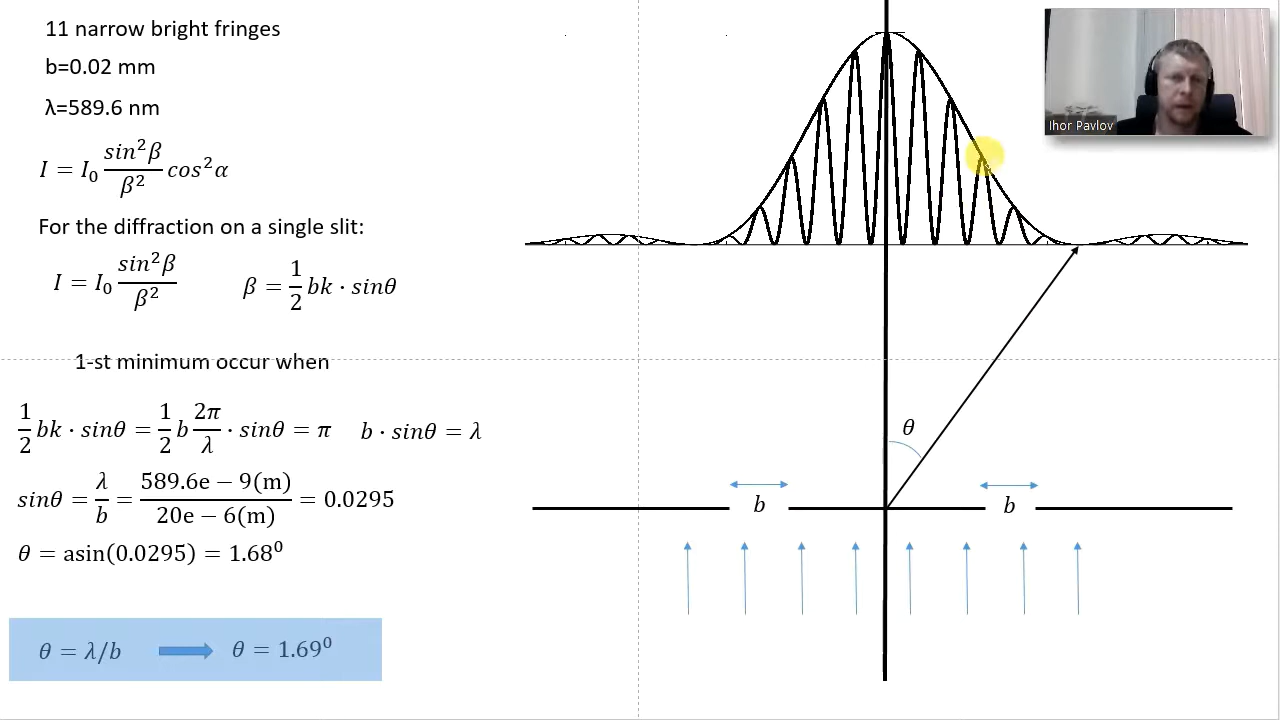 11 narrow bright fringes
b=0.02 mm
λ=589.6 nm
I = I₀ sin²β/β² cos²α
For the diffraction on a single slit:
I = I₀ sin²β/β²    β = 1/2 bk · sinθ
1-st minimum occur when
1/2 bk · sinθ = 1/2 b 2π/λ · sinθ = π    b · sinθ = λ
sinθ = λ/b = 589.6e − 9(m)/20e − 6(m) = 0.0295
θ = asin(0.0295) = 1.68⁰
θ = λ/b    θ = 1.69⁰
Ihor Pavlov
θ
b
b